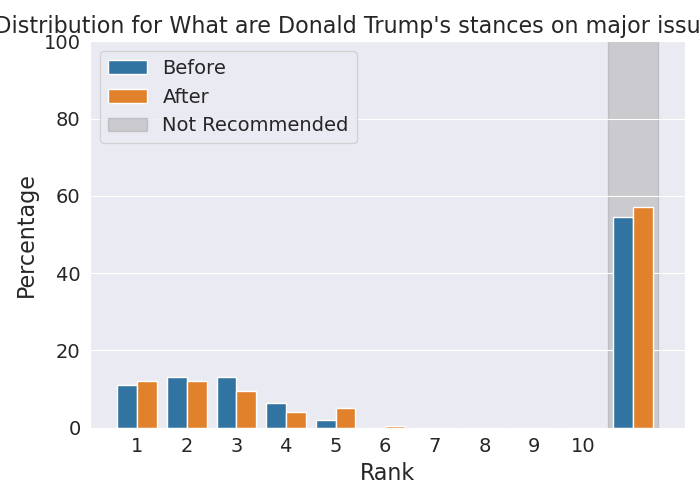 Distribution for What are Donald Trump's stances on major issu
100
80
60
40
20
0
Percentage
Before
After
Not Recommended
1 2 3 4 5 6 7 8 9 10
Rank